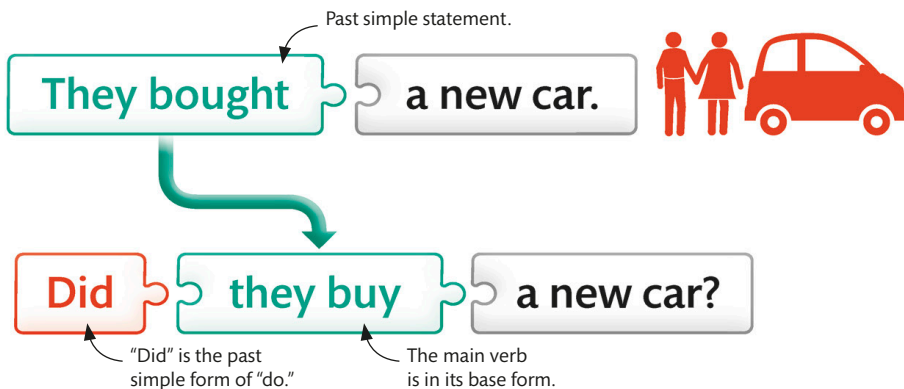 Past simple statement.
They bought a new car.
Did they buy a new car?
"Did" is the past
simple form of "do."
The main verb
is in its base form.